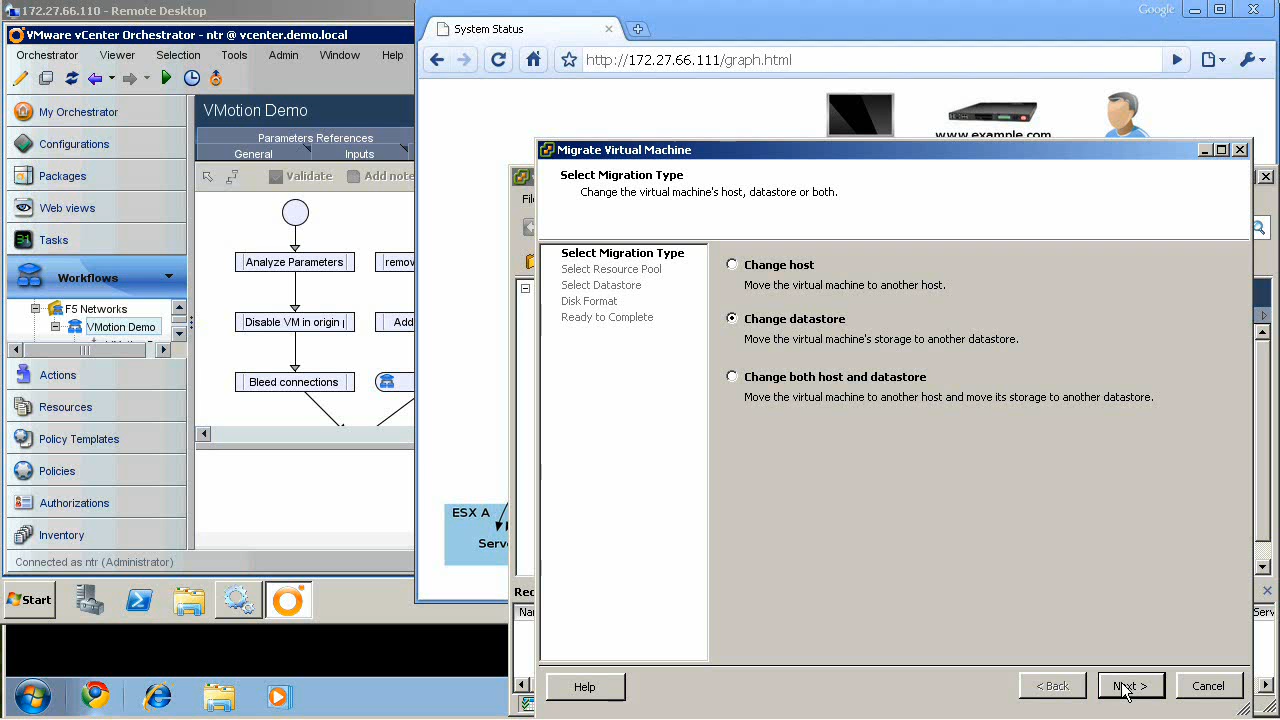 172.27.66.110 - Remote Desktop
VMware vCenter Orchestrator - ntr @ vcenter.demo.local
Orchestrator Viewer Selection Tools Admin Window Help
My Orchestrator
Configurations
Packages
Web views
Tasks
Workflows
F5 Networks
VMotion Demo
Actions
Resources
Policy Templates
Policies
Authorizations
Inventory
Connected as ntr (Administrator)
VMotion Demo
Parameters References
General Inputs
Validate Add note
Analyze Parameters
remov
Disable VM in origin
Add
Bleed connections
Start
Google
System Status
http://172.27.66.111/graph.html
www.example.com
ESX A
Serv
Fil
Rec
Na
Serv
Migrate Virtual Machine
Select Migration Type
Change the virtual machine's host, datastore or both.
Select Migration Type
Select Resource Pool
Select Datastore
Disk Format
Ready to Complete
Change host
Move the virtual machine to another host.
Change datastore
Move the virtual machine's storage to another datastore.
Change both host and datastore
Move the virtual machine to another host and move its storage to another datastore.
Help
< Back
Next >
Cancel